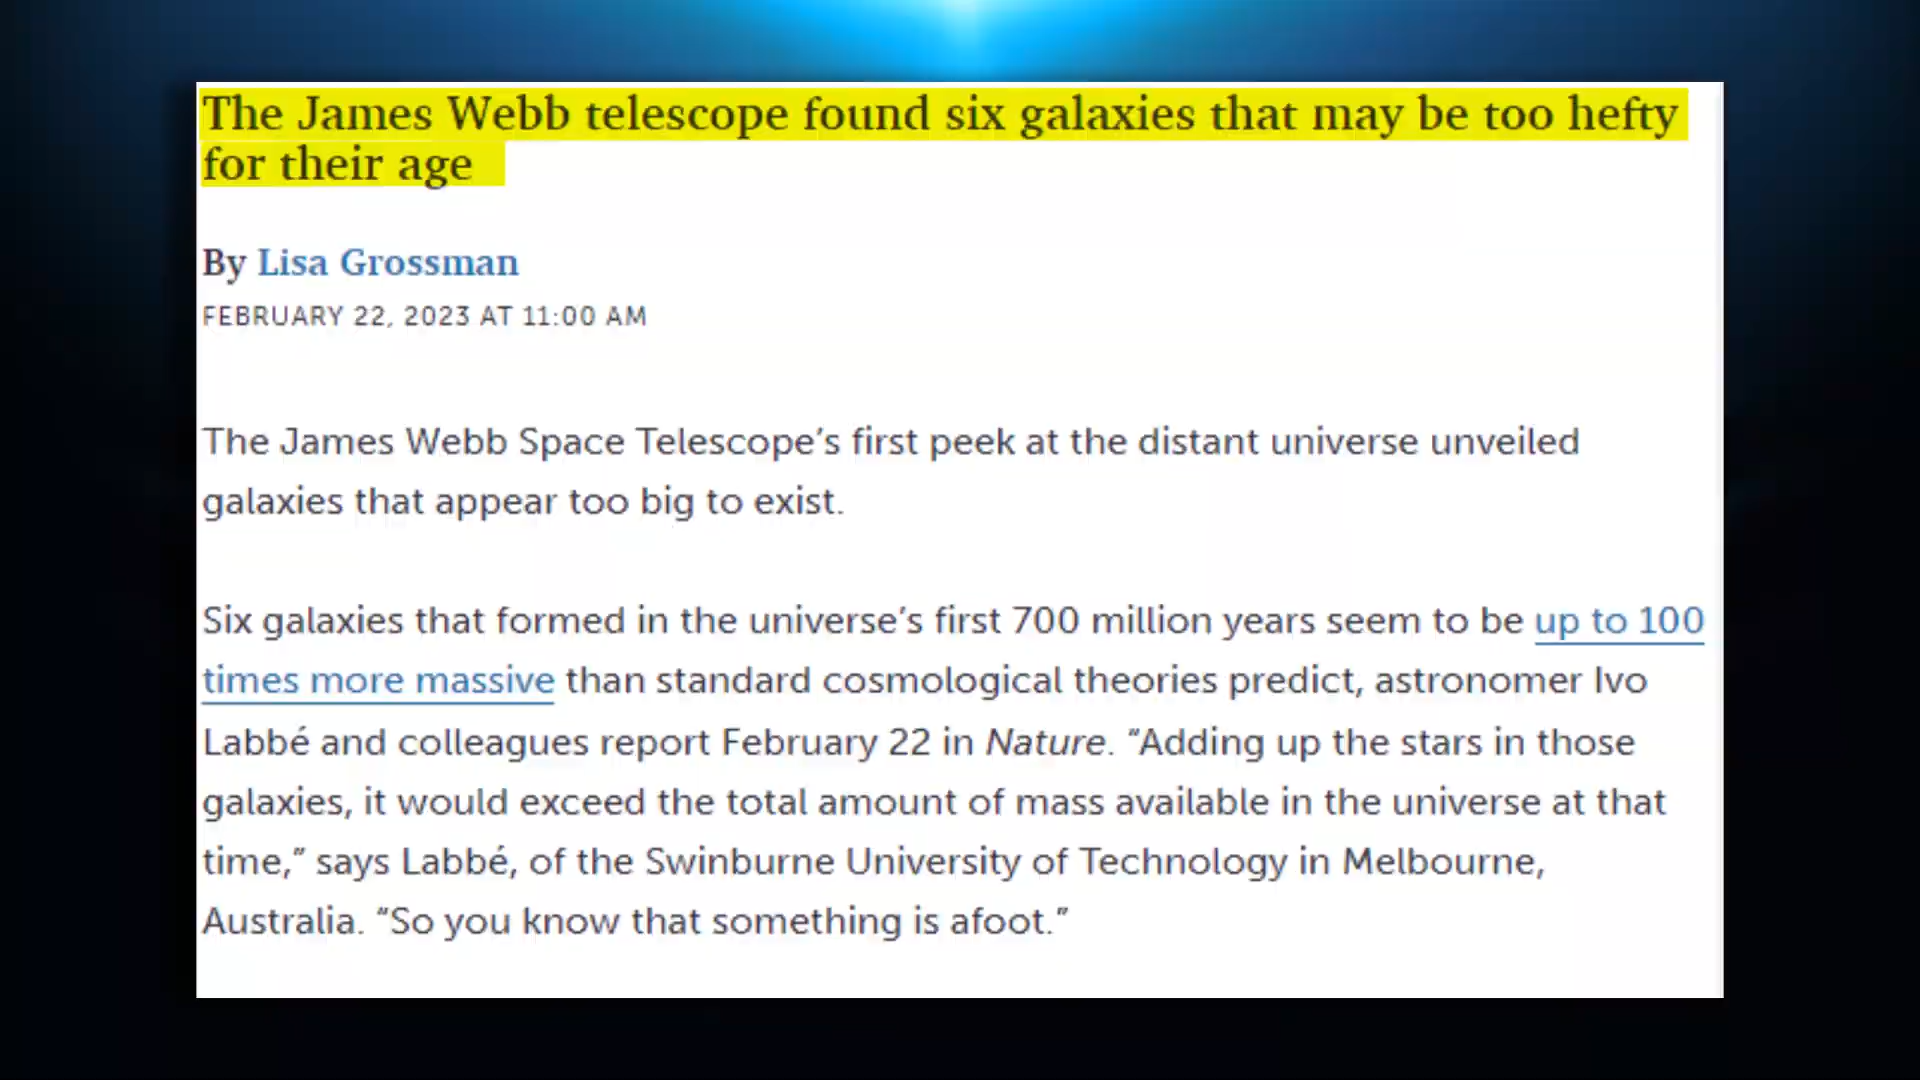 The James Webb telescope found six galaxies that may be too hefty
for their age
By Lisa Grossman
FEBRUARY 22, 2023 AT 11:00 AM
The James Webb Space Telescope’s first peek at the distant universe unveiled
galaxies that appear too big to exist.
Six galaxies that formed in the universe’s first 700 million years seem to be up to 100
times more massive than standard cosmological theories predict, astronomer Ivo
Labbé and colleagues report February 22 in Nature. “Adding up the stars in those
galaxies, it would exceed the total amount of mass available in the universe at that
time,” says Labbé, of the Swinburne University of Technology in Melbourne,
Australia. “So you know that something is afoot.”